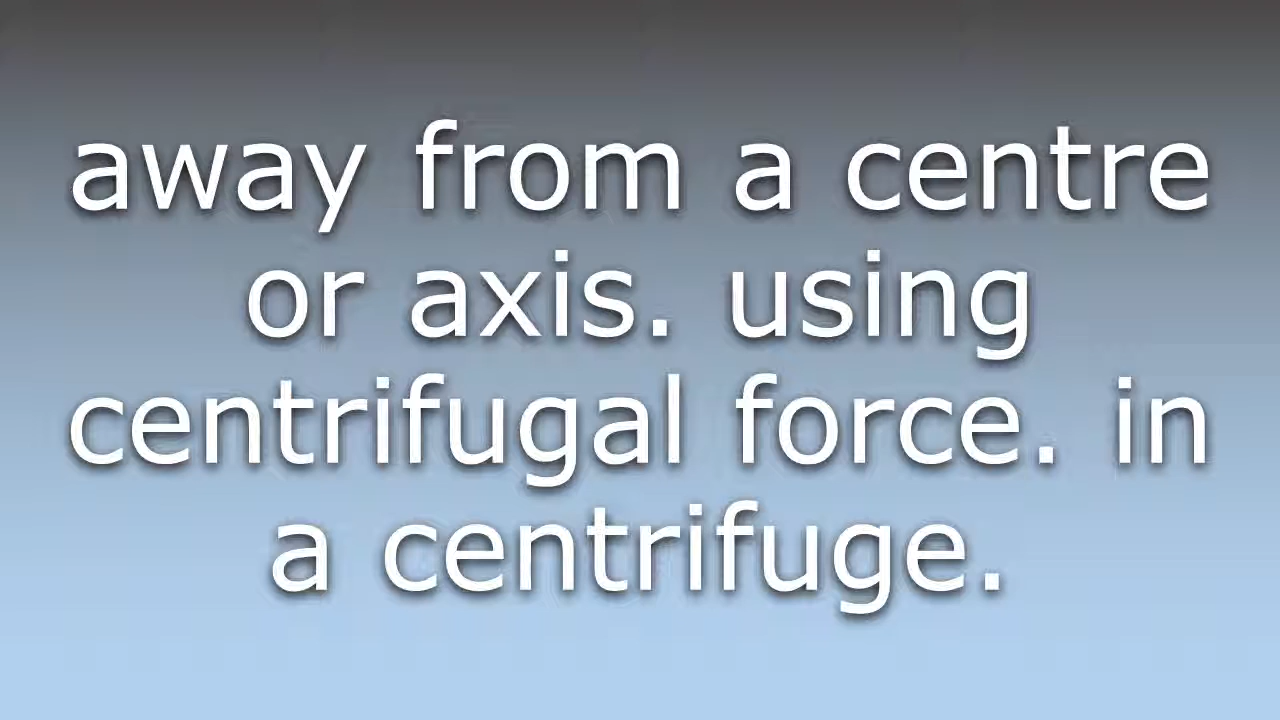 away from a centre
or axis. using
centrifugal force. in
a centrifuge.